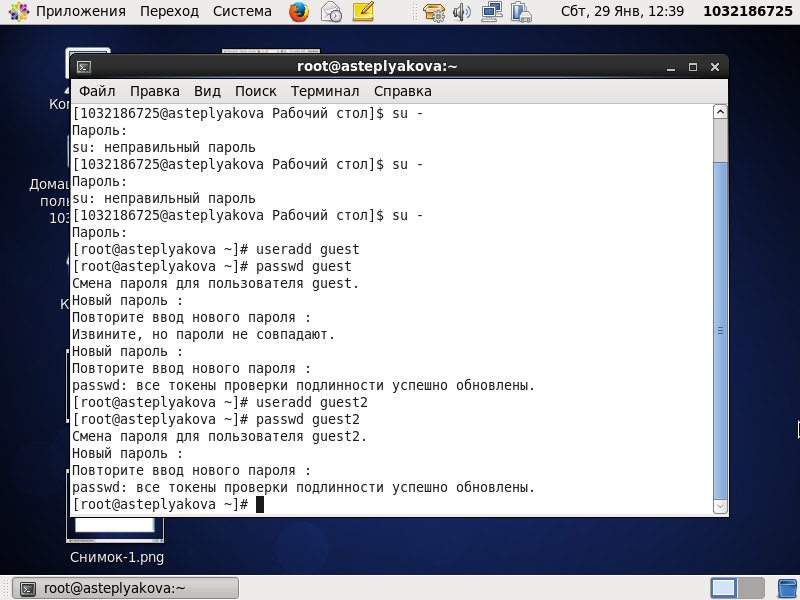 Приложения Переход Система Сбт, 29 Янв, 12:39 1032186725
root@asteplyakova:~
Файл Правка Вид Поиск Терминал Справка
[1032186725@asteplyakova Рабочий стол]$ su -
Пароль:
su: неправильный пароль
[1032186725@asteplyakova Рабочий стол]$ su -
Пароль:
su: неправильный пароль
[1032186725@asteplyakova Рабочий стол]$ su -
Пароль:
[root@asteplyakova ~]# useradd guest
[root@asteplyakova ~]# passwd guest
Смена пароля для пользователя guest.
Новый пароль :
Повторите ввод нового пароля :
Извините, но пароли не совпадают.
Новый пароль :
Повторите ввод нового пароля :
passwd: все токены проверки подлинности успешно обновлены.
[root@asteplyakova ~]# useradd guest2
[root@asteplyakova ~]# passwd guest2
Смена пароля для пользователя guest2.
Новый пароль :
Повторите ввод нового пароля :
passwd: все токены проверки подлинности успешно обновлены.
[root@asteplyakova ~]#
Снимок-1.png
root@asteplyakova:~